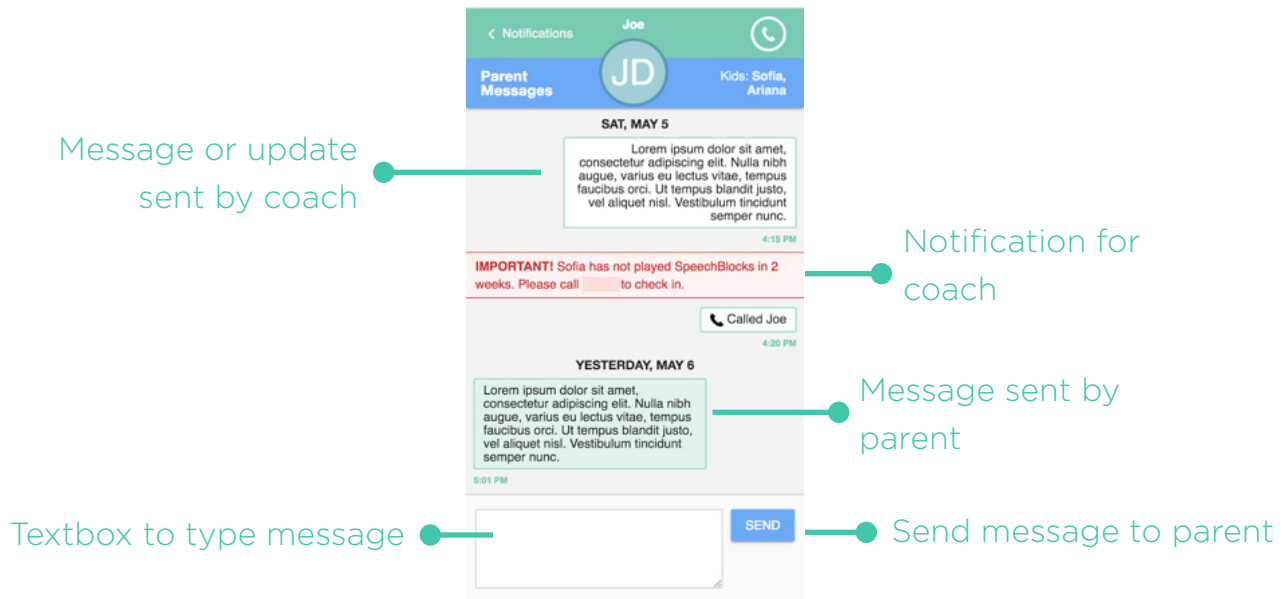 Joe
< Notifications
JD
Parent
Messages
Kids: Sofia,
Ariana
SAT, MAY 5
Message or update
sent by coach
Lorem ipsum dolor sit amet,
consectetur adipiscing elit. Nulla nibh
augue, varius eu lectus vitae, tempus
faucibus orci. Ut tempus blandit justo,
vel aliquet nisl. Vestibulum tincidunt
semper nunc.
4:15 PM
Notification for
coach
IMPORTANT! Sofia has not played SpeechBlocks in 2
weeks. Please call to check in.
Called Joe
4:20 PM
YESTERDAY, MAY 6
Lorem ipsum dolor sit amet,
consectetur adipiscing elit. Nulla nibh
augue, varius eu lectus vitae, tempus
faucibus orci. Ut tempus blandit justo,
vel aliquet nisl. Vestibulum tincidunt
semper nunc.
5:01 PM
Message sent by
parent
Textbox to type message
SEND
Send message to parent